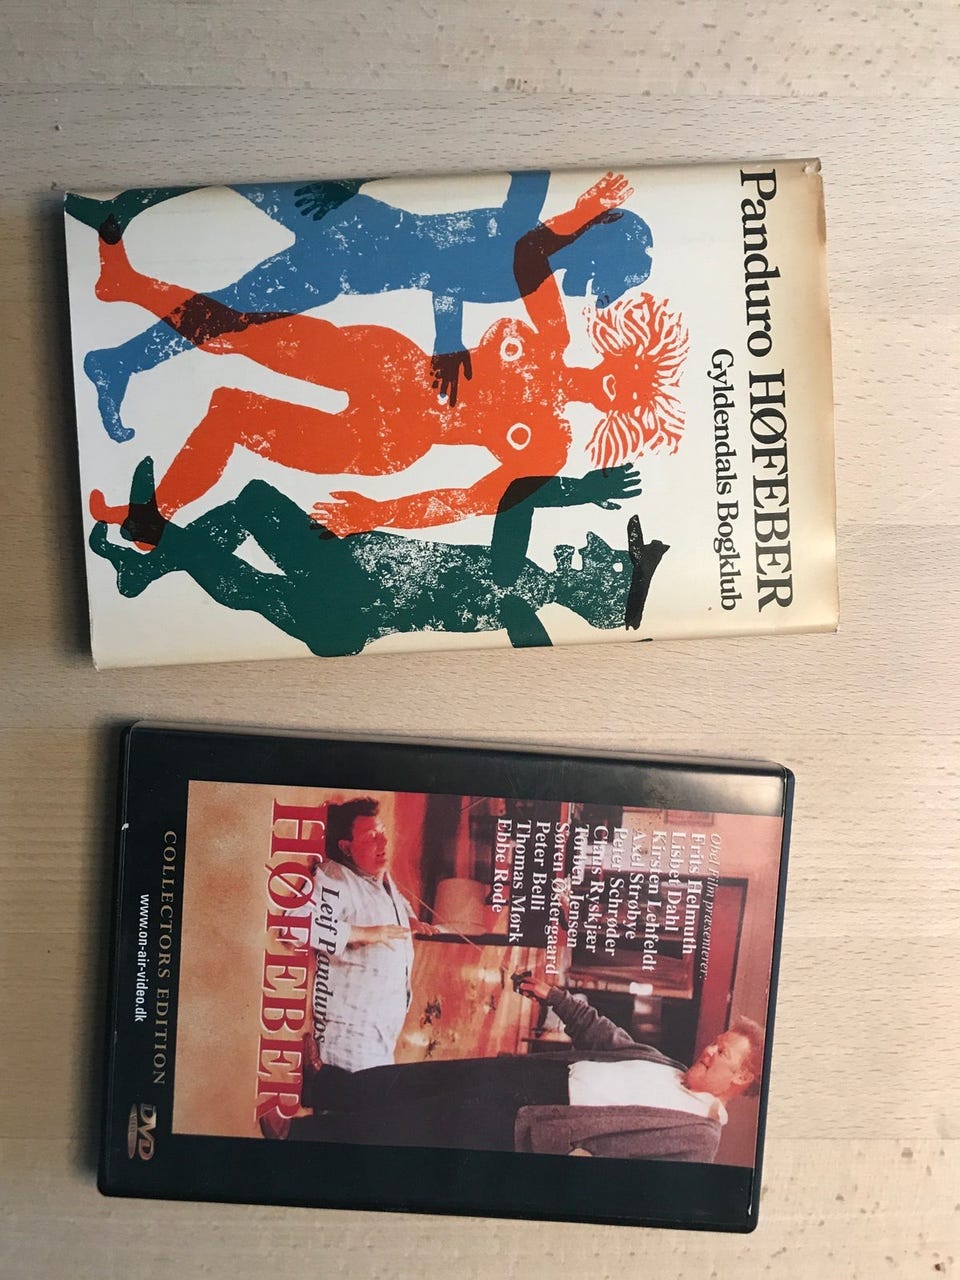 Panduro HØFEBER
Gyldendals Bogklub
Obel Film præsenterer:
Frits Helmuth
Lisbet Dahl
Kirsten Lehfeldt
Axel Strøbye
Peter Schrøder
Claus Ryskjær
Torben Jensen
Søren Østergaard
Peter Belli
Thomas Mørk
Ebbe Rode
Leif Panduros
HØFEBER
COLLECTORS EDITION
www.on-air-video.dk
DVD
VIDEO